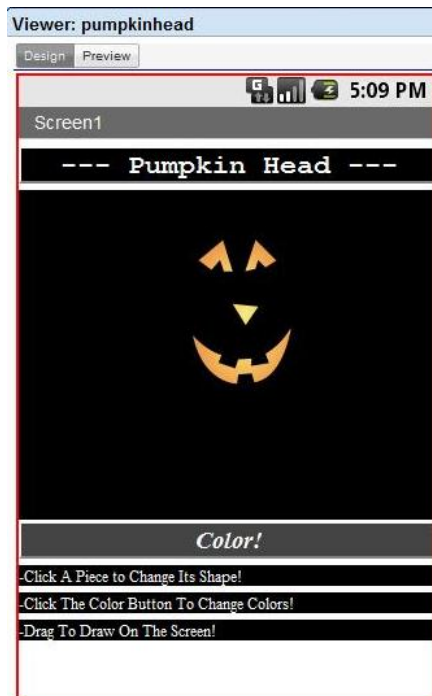 Viewer: pumpkinhead
Design Preview
G 5:09 PM
Screen1
--- Pumpkin Head ---
Color!
-Click A Piece to Change Its Shape!
-Click The Color Button To Change Colors!
-Drag To Draw On The Screen!